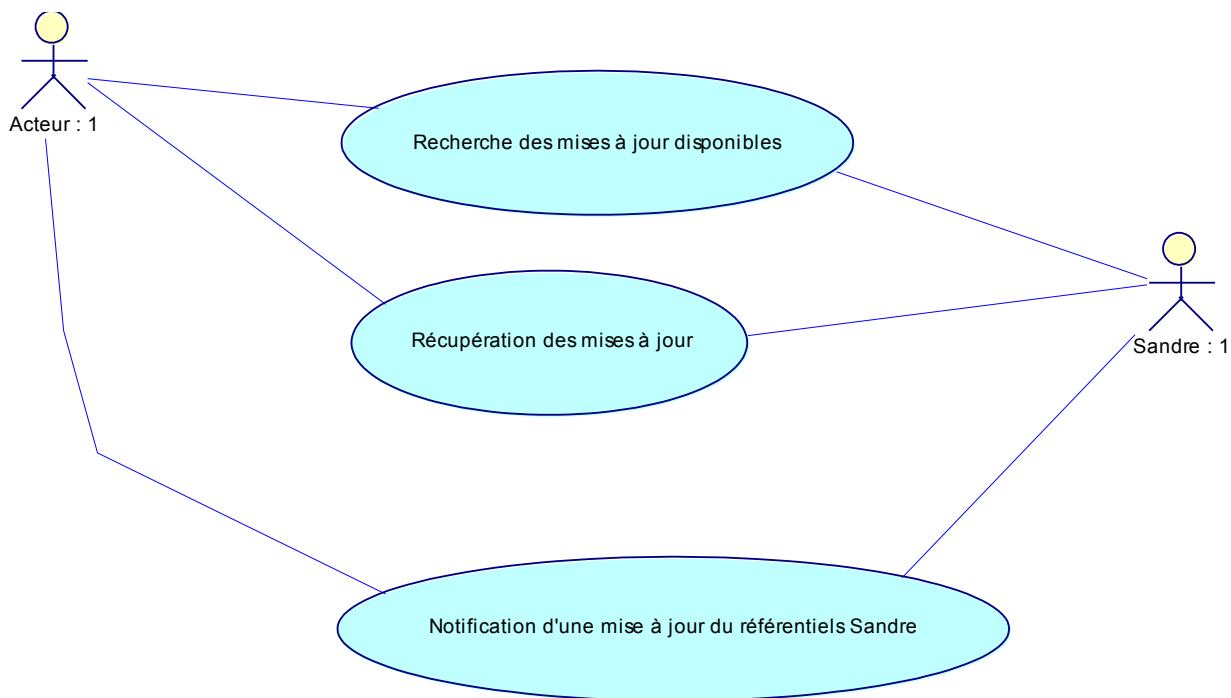 Acteur : 1
Recherche des mises à jour disponibles
Récupération des mises à jour
Sandre : 1
Notification d'une mise à jour du référentiels Sandre